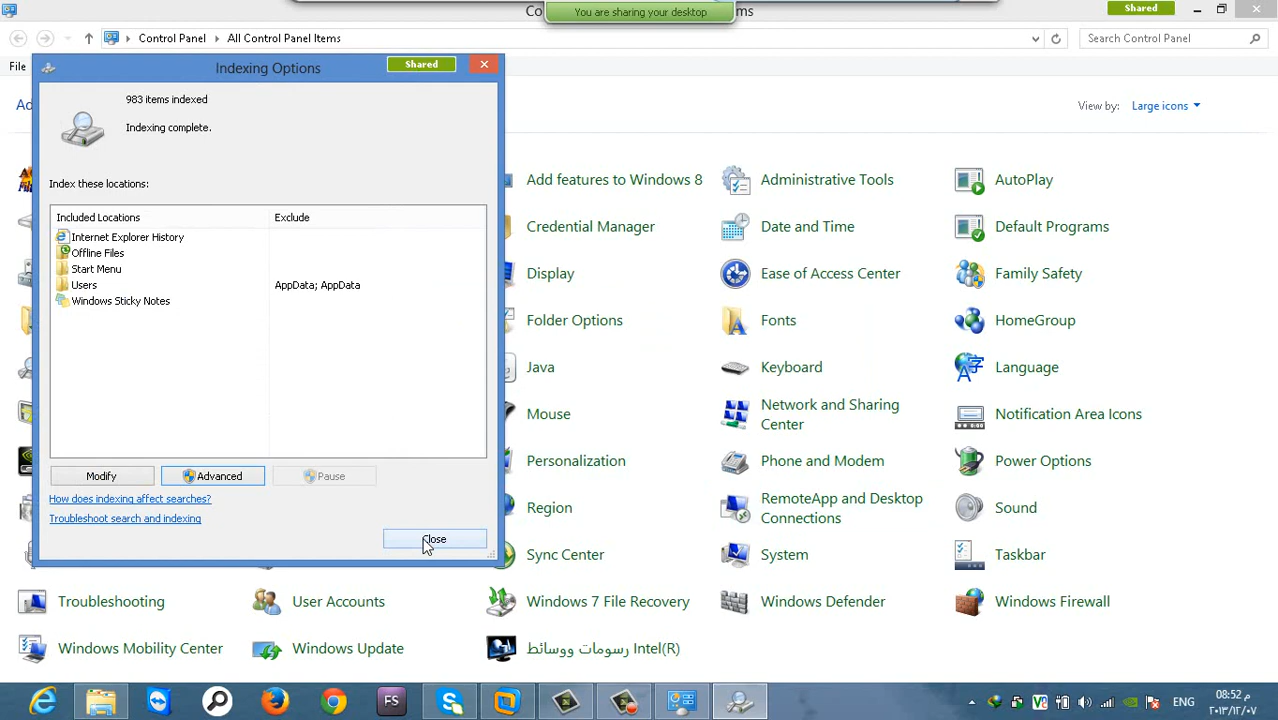 You are sharing your desktop
Shared
Control Panel
All Control Panel Items
Search Control Panel
File
Indexing Options
Shared
983 items indexed
Indexing complete.
View by: Large icons
Index these locations:
Included Locations Exclude
Internet Explorer History
Offline Files
Start Menu
Users AppData; AppData
Windows Sticky Notes
Modify Advanced Pause
How does indexing affect searches?
Troubleshoot search and indexing
Close
Add features to Windows 8 Administrative Tools AutoPlay
Credential Manager Date and Time Default Programs
Display Ease of Access Center Family Safety
Folder Options Fonts HomeGroup
Java Keyboard Language
Mouse Network and Sharing Center Notification Area Icons
Personalization Phone and Modem Power Options
Region RemoteApp and Desktop Connections Sound
Sync Center System Taskbar
Troubleshooting User Accounts Windows 7 File Recovery Windows Defender Windows Firewall
Windows Mobility Center Windows Update رسومات ووسائط Intel(R)
FS
ENG
08:52 م
٢٠١٣/١٢/٠٧